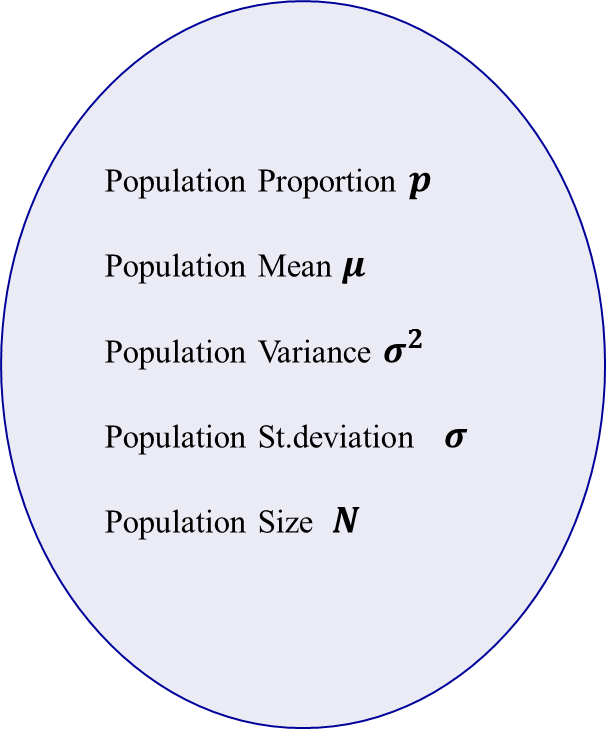 Population Proportion p
Population Mean μ
Population Variance σ²
Population St.deviation σ
Population Size N